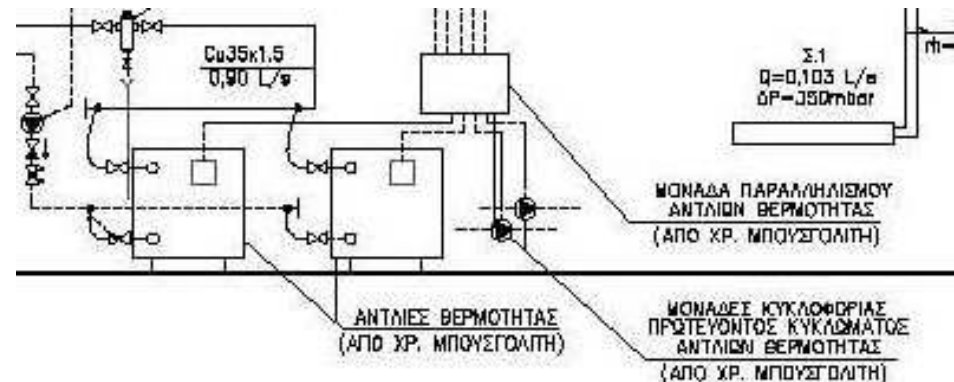 Cu35x1.5
0,90 L/s
Σ.1
Q=0,103 L/s
ΔP=350mbar
ΜΟΝΑΔΑ ΠΑΡΑΛΛΗΛΙΣΜΟΥ
ΑΝΤΛΙΩΝ ΘΕΡΜΟΤΗΤΑΣ
(ΑΠΟ ΧΡ. ΜΠΟΥΣΓΟΛΙΤΗ)
ΑΝΤΛΙΕΣ ΘΕΡΜΟΤΗΤΑΣ
(ΑΠΟ ΧΡ. ΜΠΟΥΣΓΟΛΙΤΗ)
ΜΟΝΑΔΕΣ ΚΥΚΛΟΦΟΡΙΑΣ
ΠΡΩΤΕΥΟΝΤΟΣ ΚΥΚΛΩΜΑΤΟΣ
ΑΝΤΛΙΩΝ ΘΕΡΜΟΤΗΤΑΣ
(ΑΠΟ ΧΡ. ΜΠΟΥΣΓΟΛΙΤΗ)